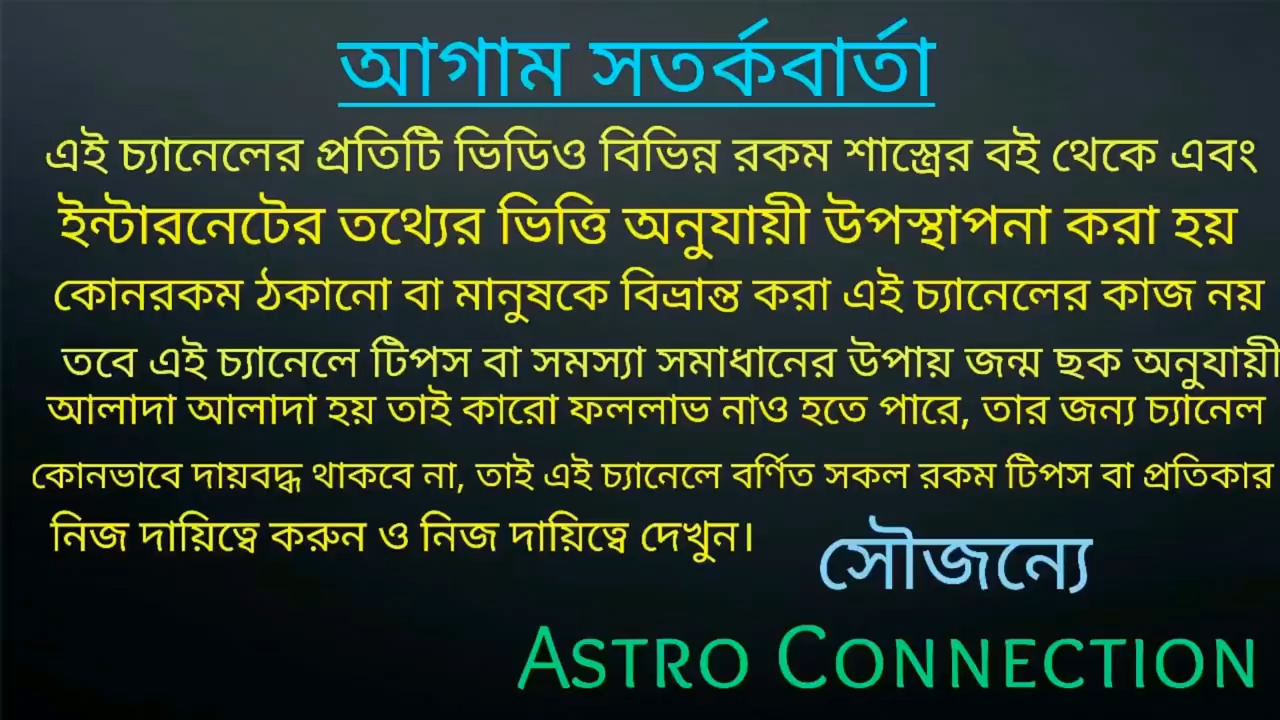 আগাম সতর্কবার্তা
এই চ্যানেলের প্রতিটি ভিডিও বিভিন্ন রকম শাস্ত্রের বই থেকে এবং
ইন্টারনেটের তথ্যের ভিত্তি অনুযায়ী উপস্থাপনা করা হয়
কোনরকম ঠকানো বা মানুষকে বিভ্রান্ত করা এই চ্যানেলের কাজ নয়
তবে এই চ্যানেলে টিপস বা সমস্যা সমাধানের উপায় জন্ম ছক অনুযায়ী
আলাদা আলাদা হয় তাই কারো ফললাভ নাও হতে পারে, তার জন্য চ্যানেল
কোনভাবে দায়বদ্ধ থাকবে না, তাই এই চ্যানেলে বর্ণিত সকল রকম টিপস বা প্রতিকার
নিজ দায়িত্বে করুন ও নিজ দায়িত্বে দেখুন।
সৌজন্যে
ASTRO CONNECTION